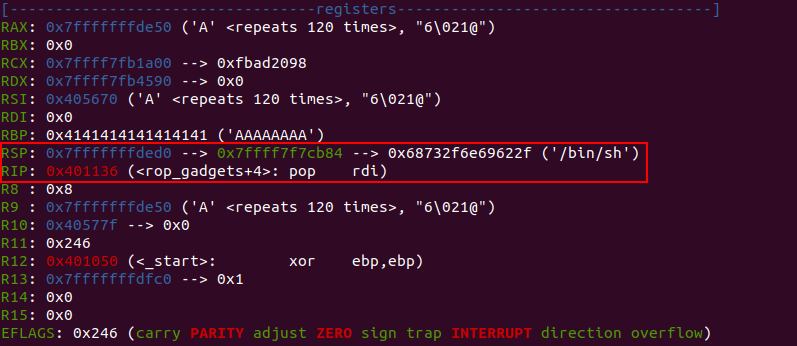 [----------------------------------registers-----------------------------------]
RAX: 0x7fffffffde50 ('A' <repeats 120 times>, "6\021@")
RBX: 0x0
RCX: 0x7ffff7fb1a00 --> 0xfbad2098
RDX: 0x7ffff7fb4590 --> 0x0
RSI: 0x405670 ('A' <repeats 120 times>, "6\021@")
RDI: 0x0
RBP: 0x4141414141414141 ('AAAAAAAA')
RSP: 0x7fffffffded0 --> 0x7ffff7f7cb84 --> 0x68732f6e69622f ('/bin/sh')
RIP: 0x401136 (<rop_gadgets+4>: pop    rdi)
R8 : 0x8
R9 : 0x7fffffffde50 ('A' <repeats 120 times>, "6\021@")
R10: 0x40577f --> 0x0
R11: 0x246
R12: 0x401050 (<_start>:        xor    ebp,ebp)
R13: 0x7fffffffdfc0 --> 0x1
R14: 0x0
R15: 0x0
EFLAGS: 0x246 (carry PARITY adjust ZERO sign trap INTERRUPT direction overflow)